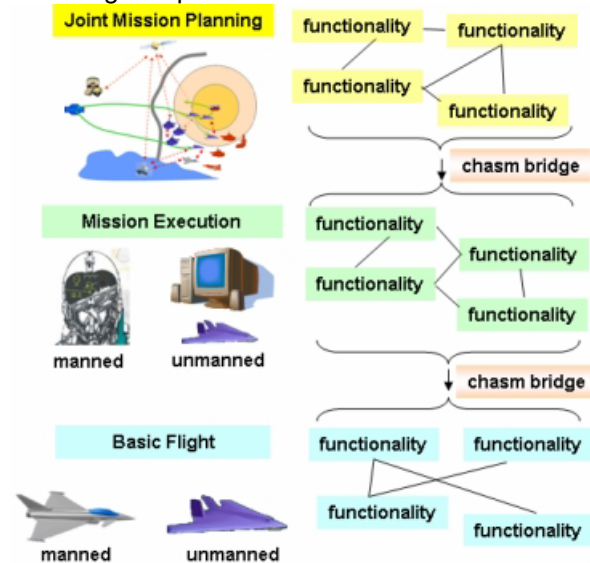 Joint Mission Planning
functionality
functionality
functionality
functionality
chasm bridge
Mission Execution
functionality
functionality
functionality
functionality
manned
unmanned
chasm bridge
Basic Flight
functionality
functionality
functionality
functionality
manned
unmanned